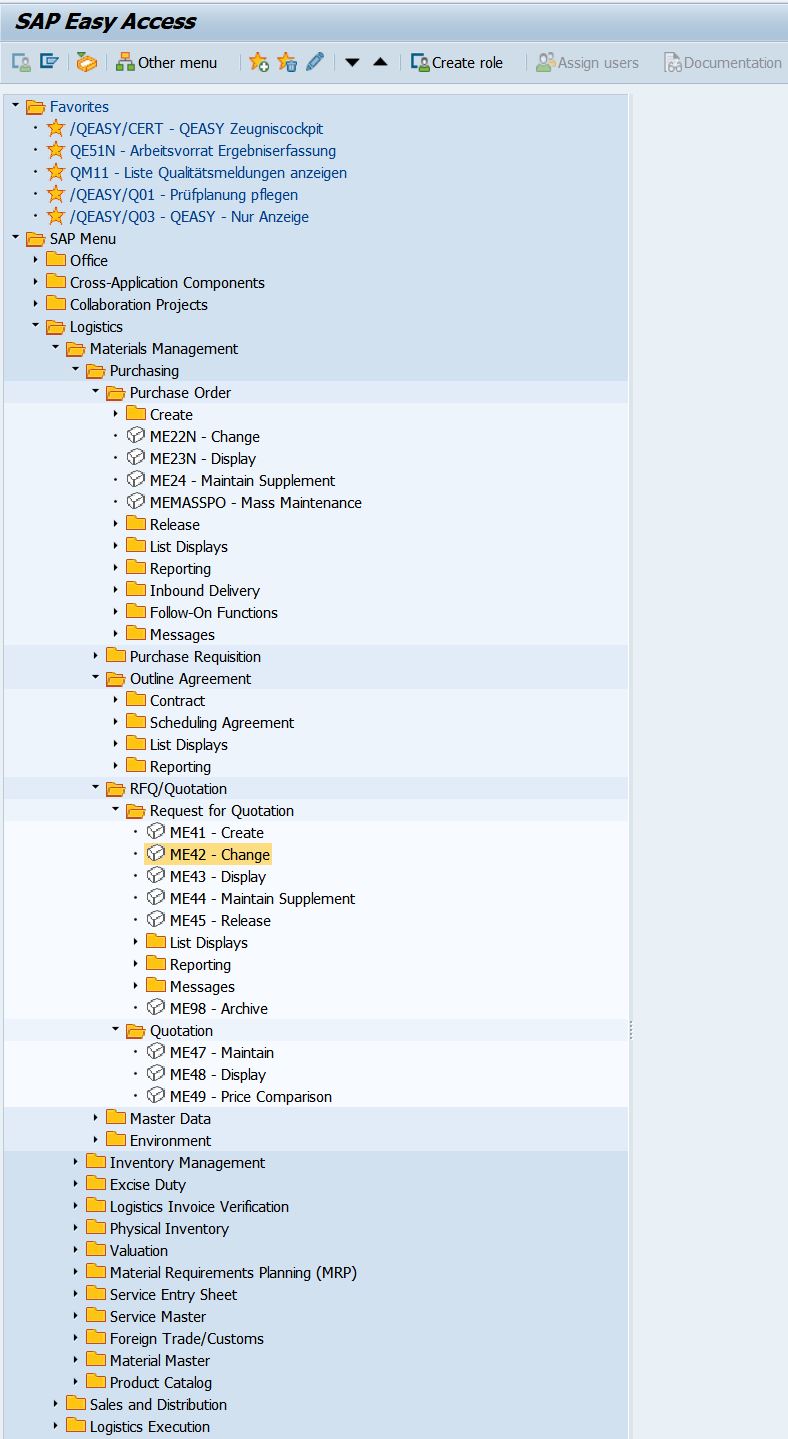 SAP Easy Access
Other menu Create role Assign users Documentation
Favorites
/QEASY/CERT - QEASY Zeugniscockpit
QE51N - Arbeitsvorrat Ergebniserfassung
QM11 - Liste Qualitätsmeldungen anzeigen
/QEASY/Q01 - Prüfplanung pflegen
/QEASY/Q03 - QEASY - Nur Anzeige
SAP Menu
Office
Cross-Application Components
Collaboration Projects
Logistics
Materials Management
Purchasing
Purchase Order
Create
ME22N - Change
ME23N - Display
ME24 - Maintain Supplement
MEMASSPO - Mass Maintenance
Release
List Displays
Reporting
Inbound Delivery
Follow-On Functions
Messages
Purchase Requisition
Outline Agreement
Contract
Scheduling Agreement
List Displays
Reporting
RFQ/Quotation
Request for Quotation
ME41 - Create
ME42 - Change
ME43 - Display
ME44 - Maintain Supplement
ME45 - Release
List Displays
Reporting
Messages
ME98 - Archive
Quotation
ME47 - Maintain
ME48 - Display
ME49 - Price Comparison
Master Data
Environment
Inventory Management
Excise Duty
Logistics Invoice Verification
Physical Inventory
Valuation
Material Requirements Planning (MRP)
Service Entry Sheet
Service Master
Foreign Trade/Customs
Material Master
Product Catalog
Sales and Distribution
Logistics Execution